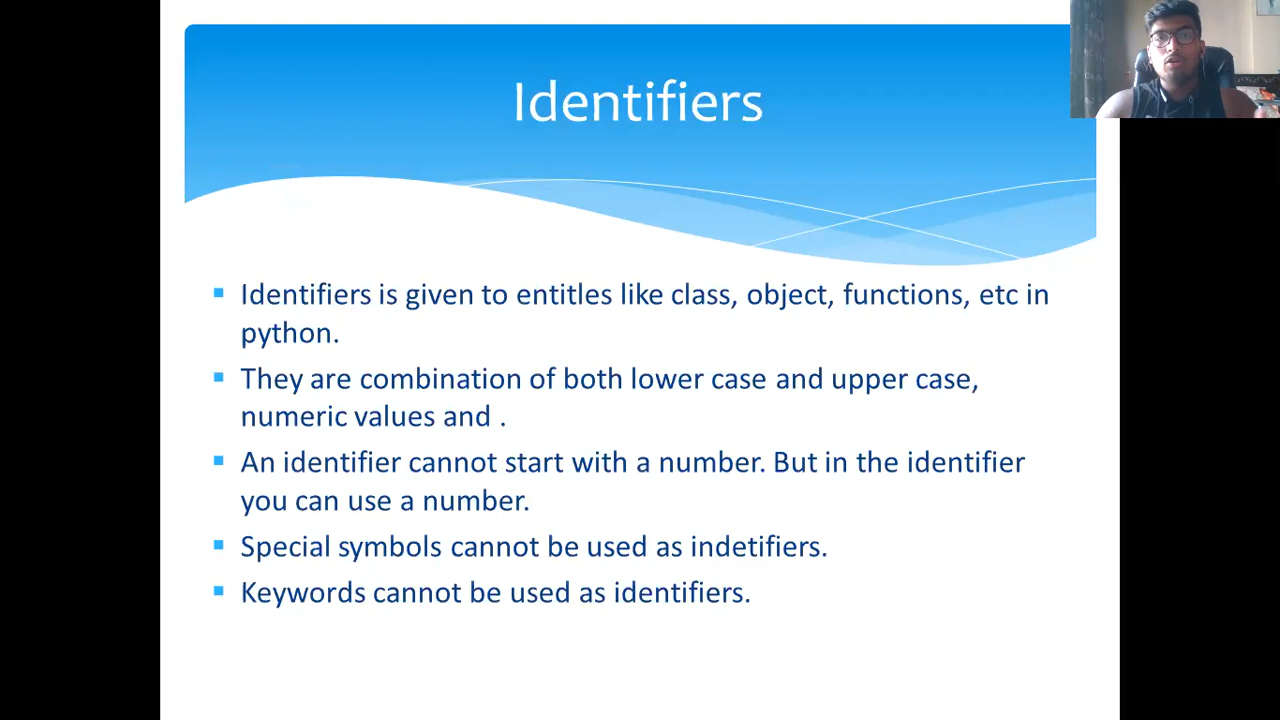 Identifiers
Identifiers is given to entitles like class, object, functions, etc in
python.
They are combination of both lower case and upper case,
numeric values and .
An identifier cannot start with a number. But in the identifier
you can use a number.
Special symbols cannot be used as indetifiers.
Keywords cannot be used as identifiers.